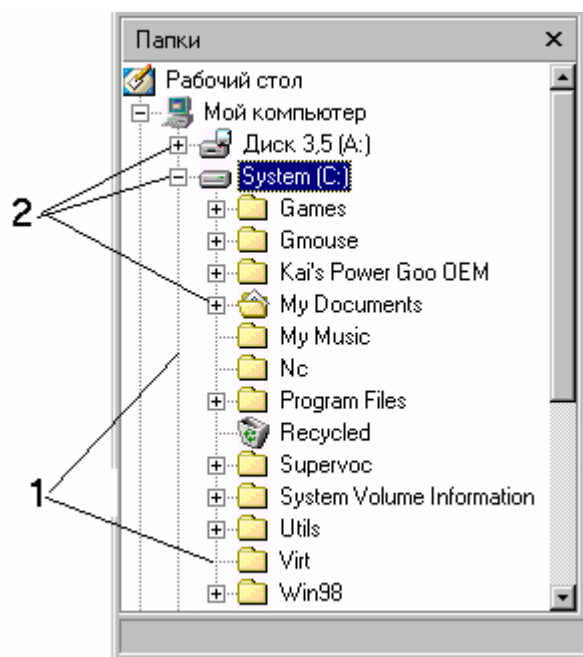 Папки
Рабочий стол
Мой компьютер
Диск 3,5 (A:)
System (C:)
2
Games
Gmouse
Kai's Power Goo OEM
My Documents
My Music
Nc
Program Files
Recycled
Supervoc
1
System Volume Information
Utils
Virt
Win98